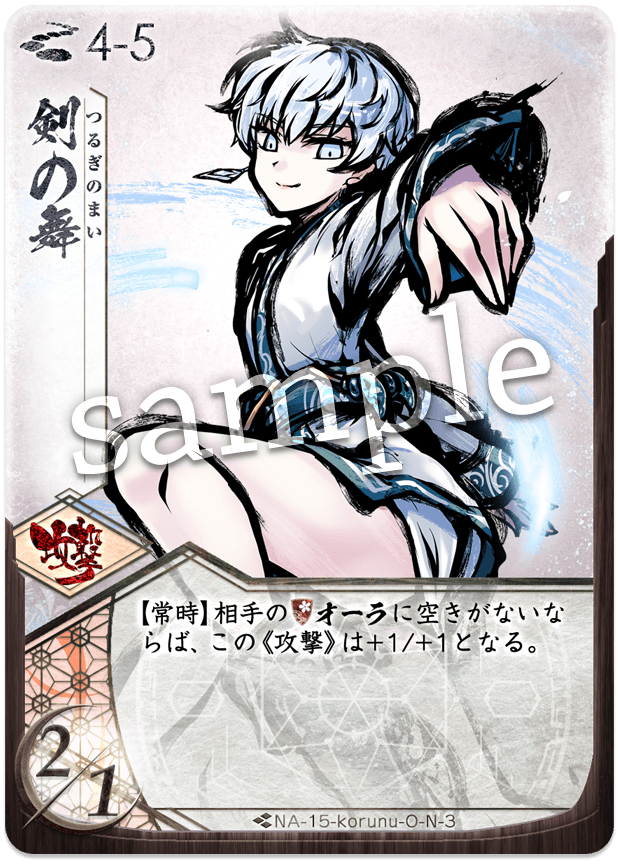 4-5
剣の舞
つるぎのまい
sample
攻撃
【常時】相手のオーラに空きがないな
らば、この《攻撃》は+1/+1となる。
2/1
NA-15-korunu-O-N-3